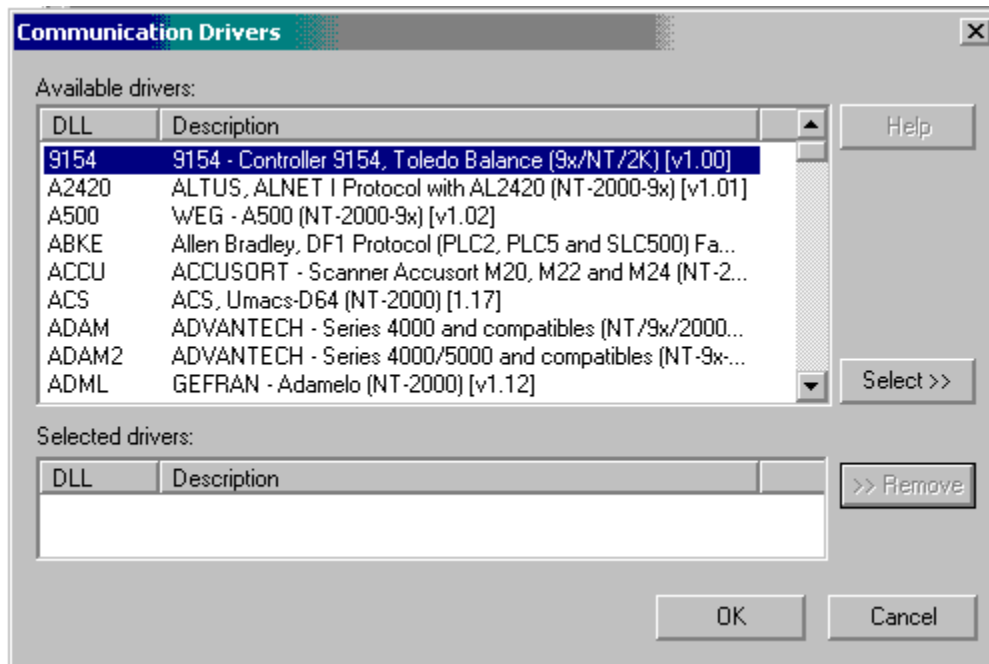 Communication Drivers
Available drivers:
DLL Description
Help
9154 9154 - Controller 9154, Toledo Balance (9x/NT/2K) [v1.00]
A2420 ALTUS, ALNET I Protocol with AL2420 (NT-2000-9x) [v1.01]
A500 WEG - A500 (NT-2000-9x) [v1.02]
ABKE Allen Bradley, DF1 Protocol (PLC2, PLC5 and SLC500) Fa...
ACCU ACCUSORT - Scanner Accusort M20, M22 and M24 (NT-2...
ACS ACS, Umacs-D64 (NT-2000) [1.17]
ADAM ADVANTECH - Series 4000 and compatibles (NT/9x/2000...
ADAM2 ADVANTECH - Series 4000/5000 and compatibles (NT-9x-...
ADML GEFRAN - Adamelo (NT-2000) [v1.12]
Select >>
Selected drivers:
DLL Description
>> Remove
OK Cancel